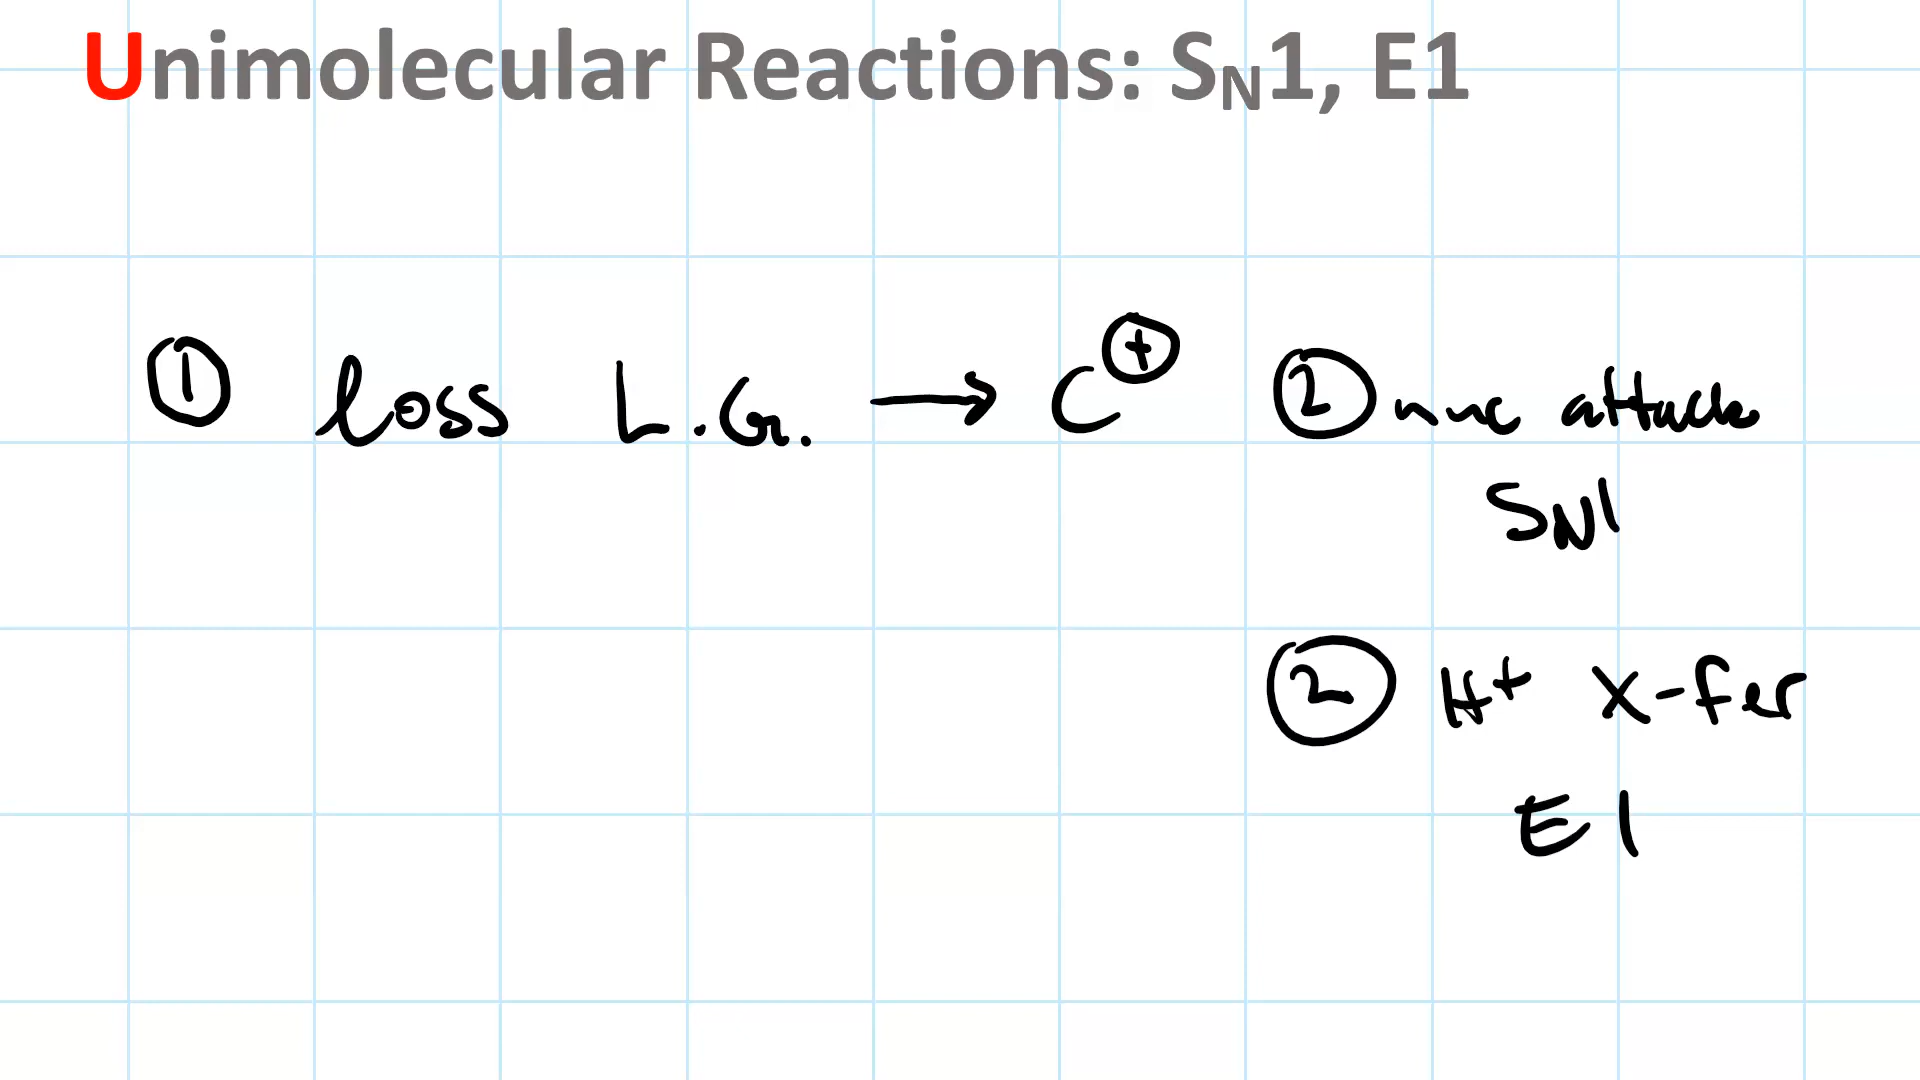 Unimolecular Reactions: SN1, E1
① loss L.G. → C⊕ ② nuc attack
SN1
② H+ x-fer
E1